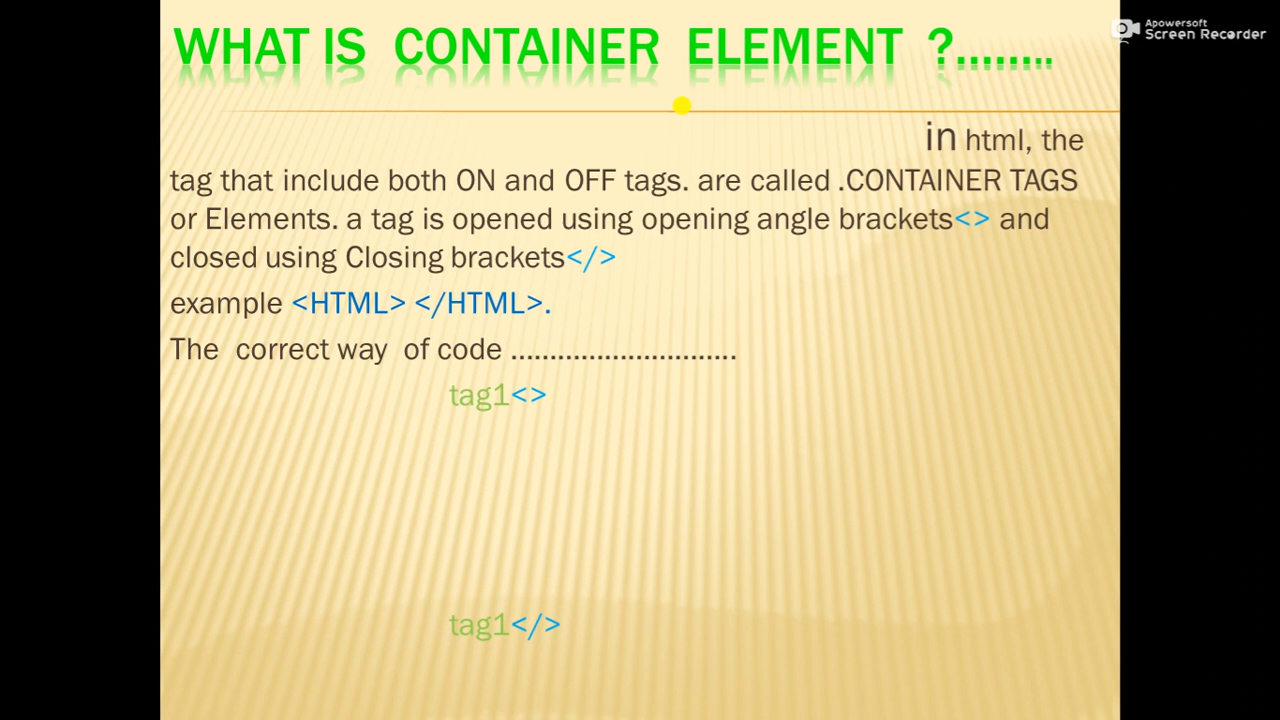 WHAT IS CONTAINER ELEMENT ?........
Apowersoft
Screen Recorder
in html, the
tag that include both ON and OFF tags. are called .CONTAINER TAGS
or Elements. a tag is opened using opening angle brackets<> and
closed using Closing brackets</>
example <HTML> </HTML>.
The correct way of code .............................
tag1<>
tag1</>